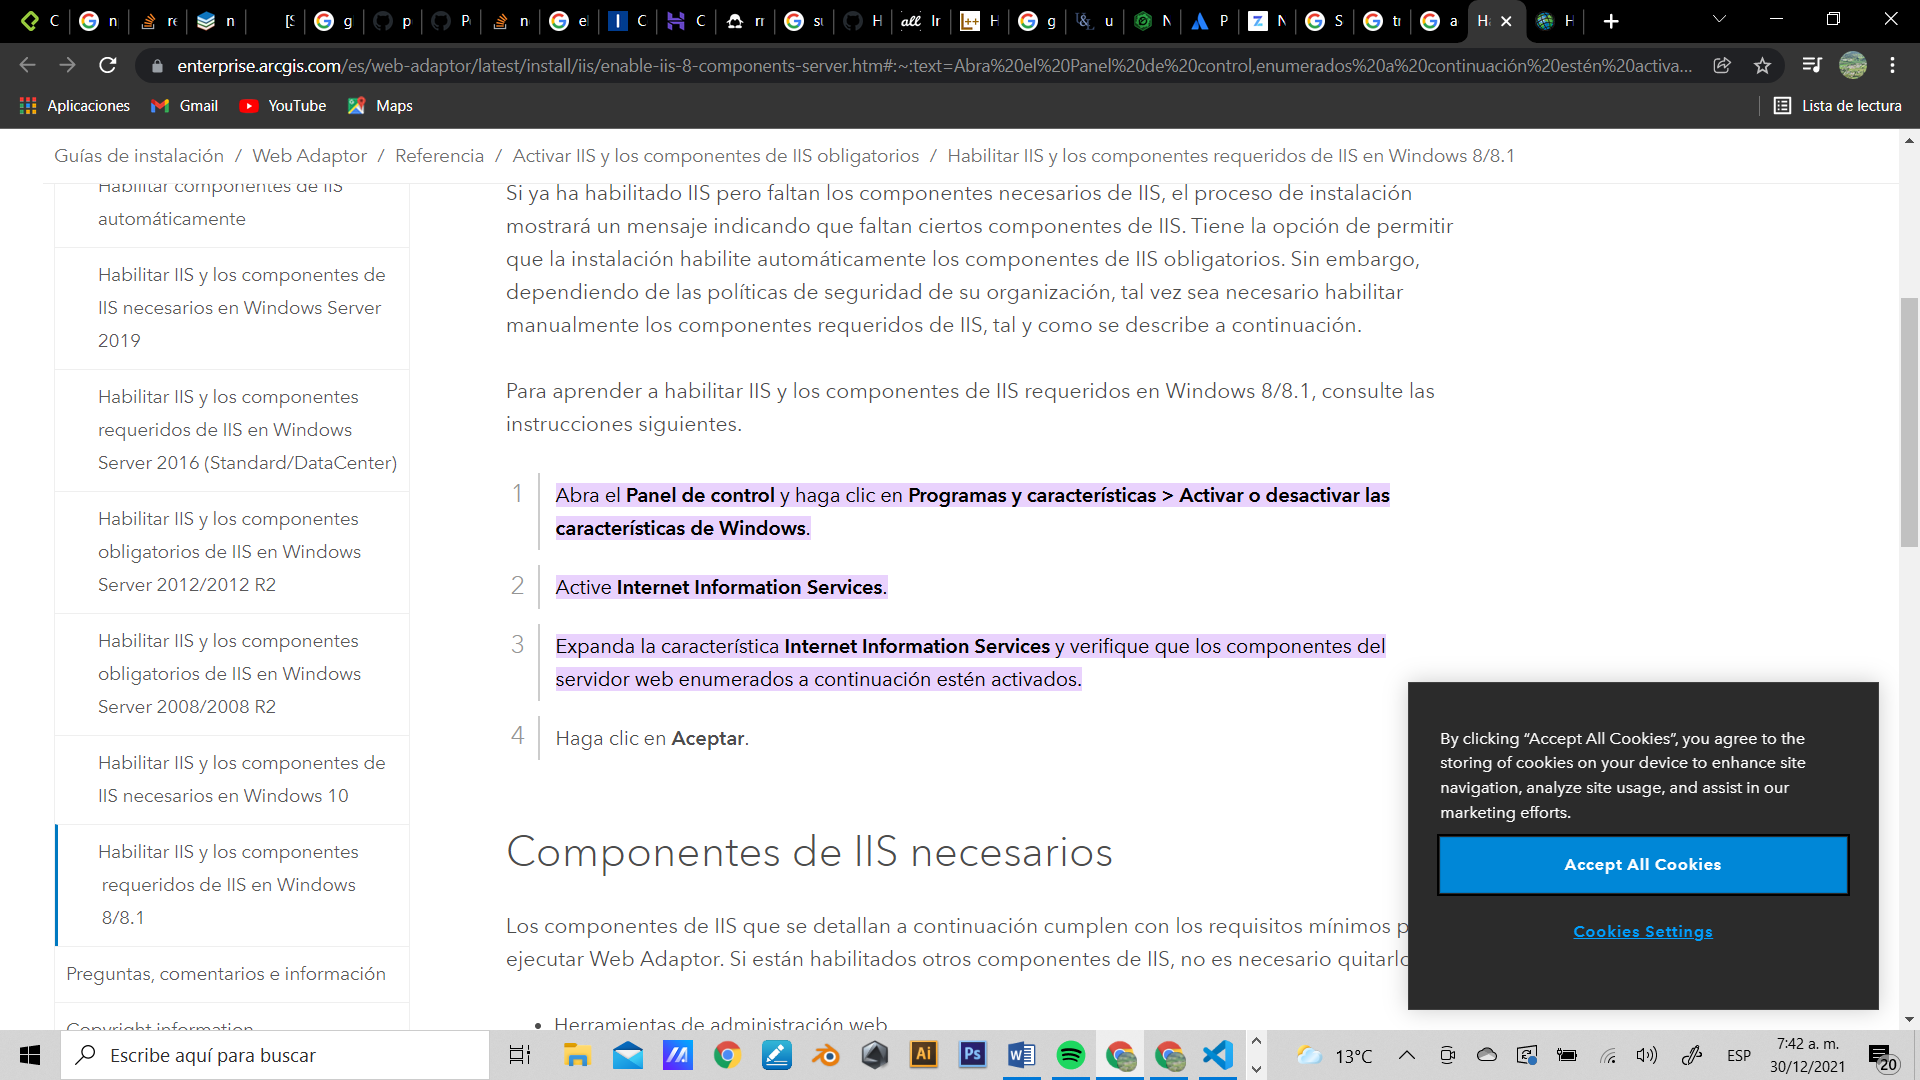 enterprise.arcgis.com/es/web-adaptor/latest/install/iis/enable-iis-8-components-server.htm#:~:text=Abra%20el%20Panel%20de%20control,enumerados%20a%20continuación%20estén%20activa...
Aplicaciones Gmail YouTube Maps Lista de lectura
Guías de instalación / Web Adaptor / Referencia / Activar IIS y los componentes de IIS obligatorios / Habilitar IIS y los componentes requeridos de IIS en Windows 8/8.1
Habilitar componentes de IIS
automáticamente
Habilitar IIS y los componentes de
IIS necesarios en Windows Server
2019
Habilitar IIS y los componentes
requeridos de IIS en Windows
Server 2016 (Standard/DataCenter)
Habilitar IIS y los componentes
obligatorios de IIS en Windows
Server 2012/2012 R2
Habilitar IIS y los componentes
obligatorios de IIS en Windows
Server 2008/2008 R2
Habilitar IIS y los componentes de
IIS necesarios en Windows 10
Habilitar IIS y los componentes
requeridos de IIS en Windows
8/8.1
Preguntas, comentarios e información
Copyright information
Si ya ha habilitado IIS pero faltan los componentes necesarios de IIS, el proceso de instalación
mostrará un mensaje indicando que faltan ciertos componentes de IIS. Tiene la opción de permitir
que la instalación habilite automáticamente los componentes de IIS obligatorios. Sin embargo,
dependiendo de las políticas de seguridad de su organización, tal vez sea necesario habilitar
manualmente los componentes requeridos de IIS, tal y como se describe a continuación.
Para aprender a habilitar IIS y los componentes de IIS requeridos en Windows 8/8.1, consulte las
instrucciones siguientes.
1 Abra el Panel de control y haga clic en Programas y características > Activar o desactivar las
características de Windows.
2 Active Internet Information Services.
3 Expanda la característica Internet Information Services y verifique que los componentes del
servidor web enumerados a continuación estén activados.
4 Haga clic en Aceptar.
Componentes de IIS necesarios
Los componentes de IIS que se detallan a continuación cumplen con los requisitos mínimos p
ejecutar Web Adaptor. Si están habilitados otros componentes de IIS, no es necesario quitarlo
• Herramientas de administración web
By clicking “Accept All Cookies”, you agree to the
storing of cookies on your device to enhance site
navigation, analyze site usage, and assist in our
marketing efforts.
Accept All Cookies
Cookies Settings
Escribe aquí para buscar
13°C
ESP
7:42 a. m.
30/12/2021
20